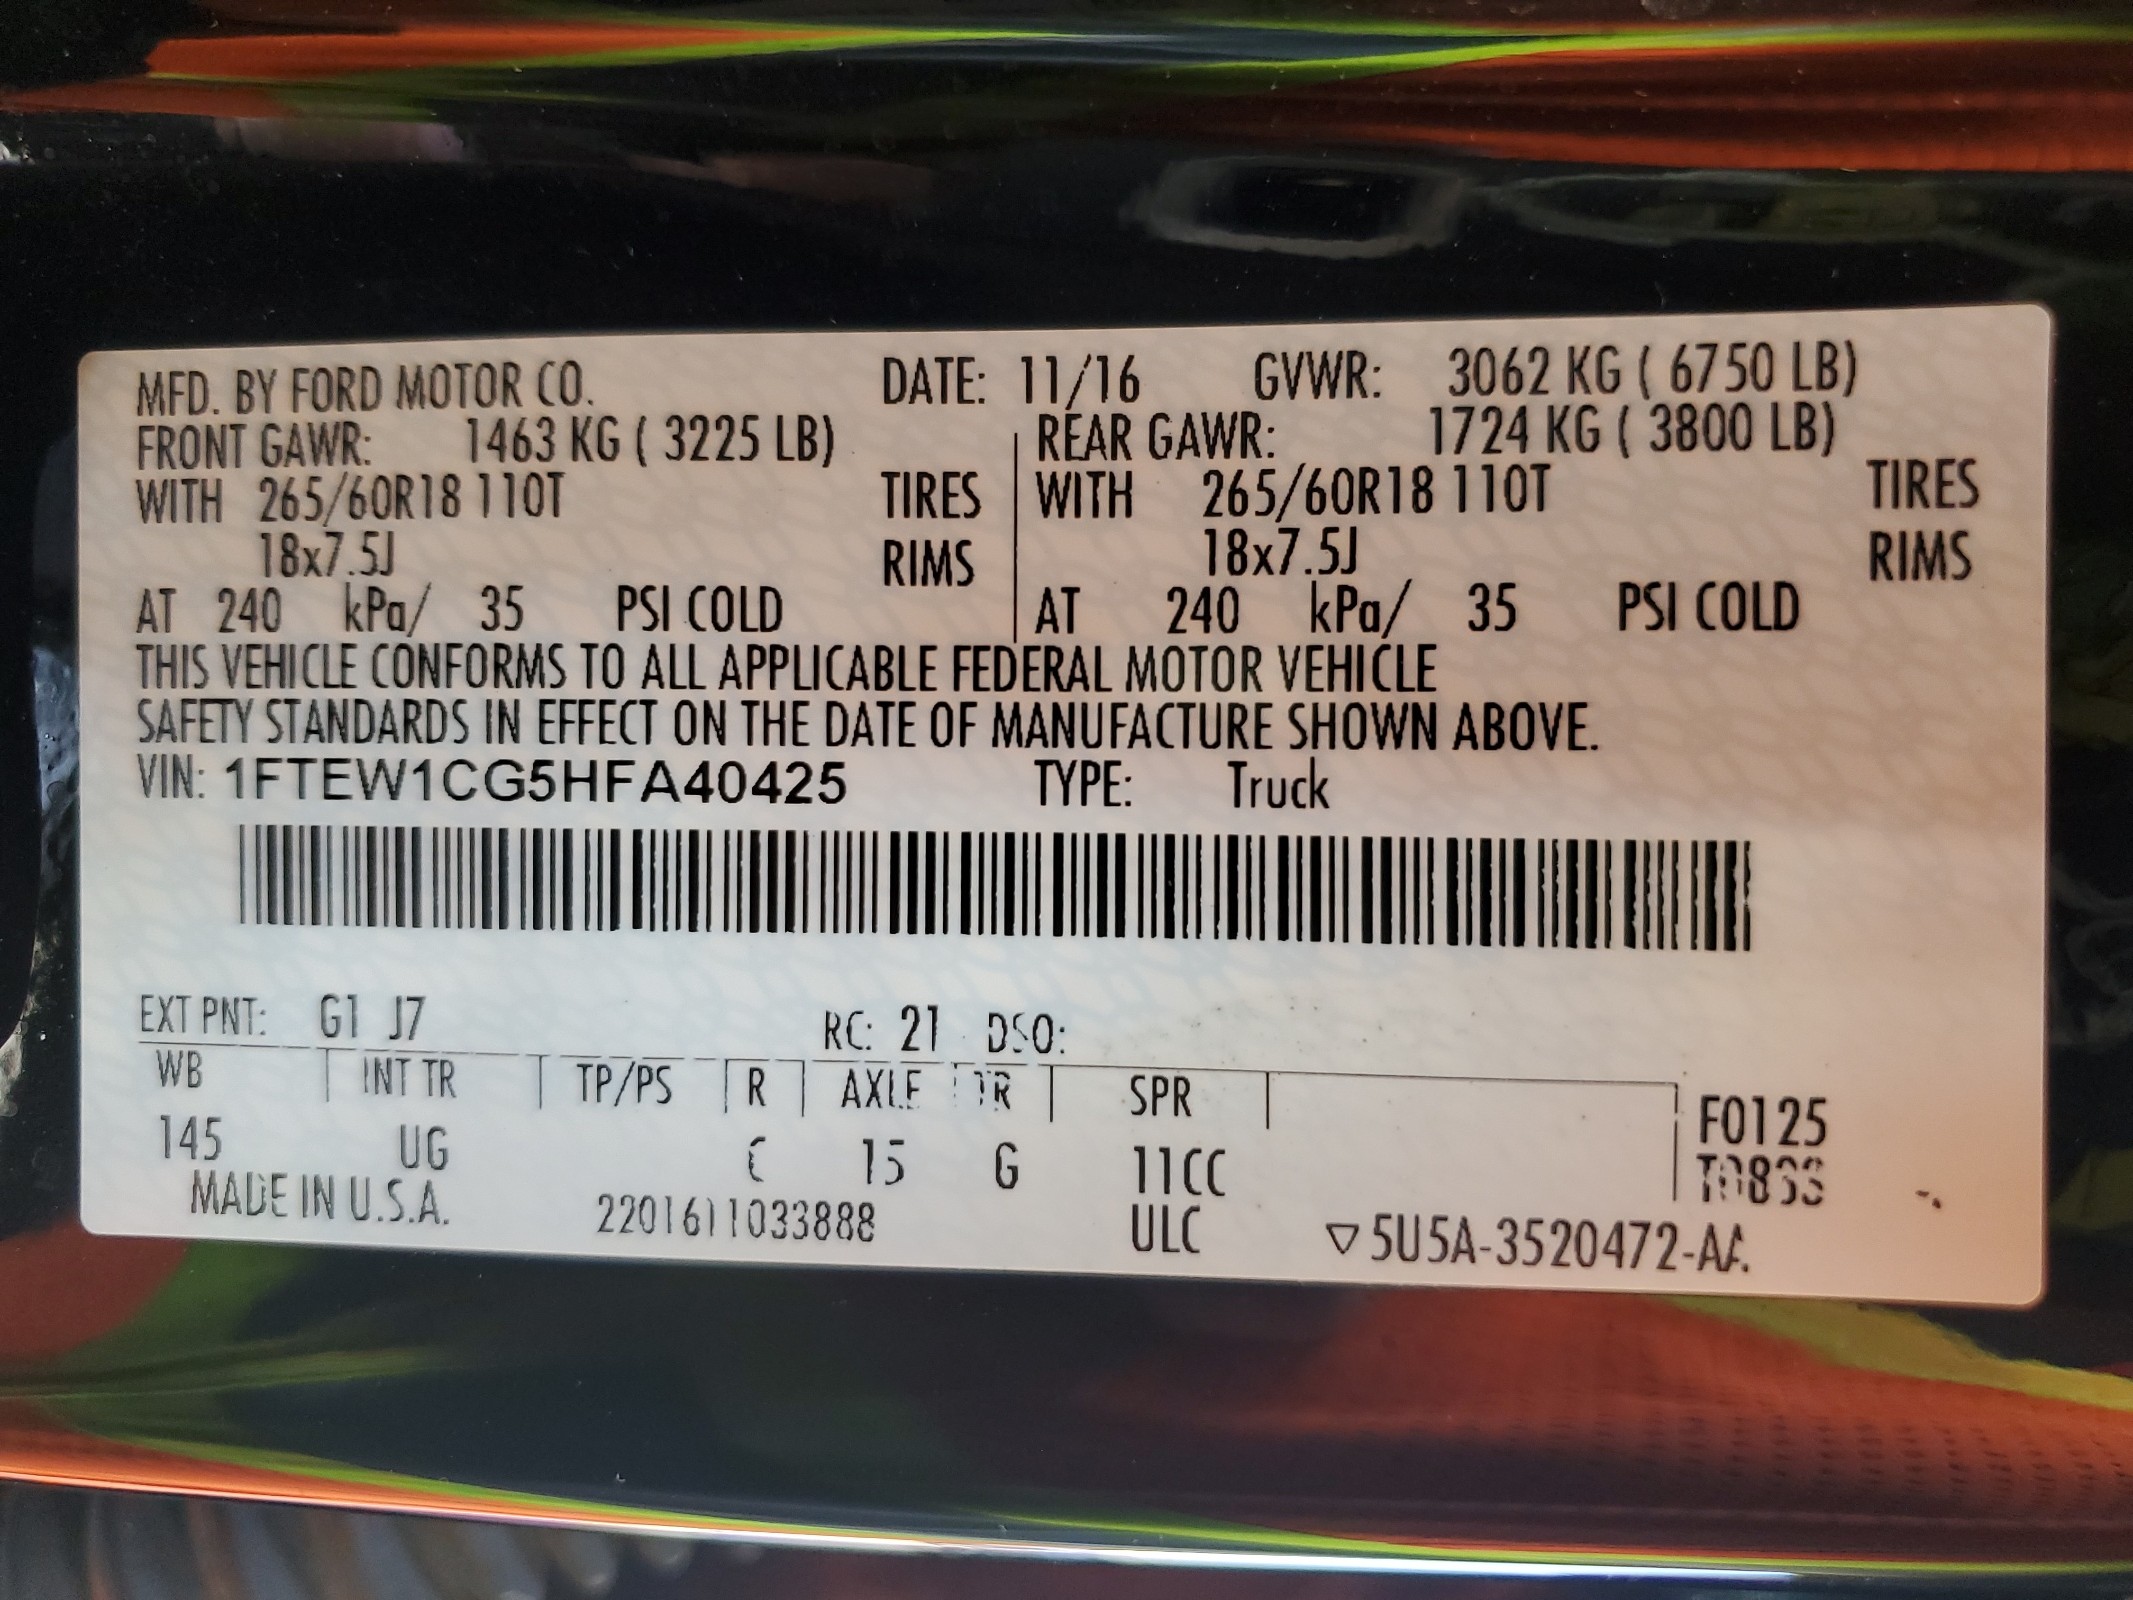 MFD. BY FORD MOTOR CO. DATE: 11/16 GVWR: 3062 KG ( 6750 LB)
FRONT GAWR: 1463 KG ( 3225 LB) REAR GAWR: 1724 KG ( 3800 LB)
WITH 265/60R18 110T TIRES WITH 265/60R18 110T TIRES
18x7.5J RIMS 18x7.5J RIMS
AT 240 kPa/ 35 PSI COLD AT 240 kPa/ 35 PSI COLD
THIS VEHICLE CONFORMS TO ALL APPLICABLE FEDERAL MOTOR VEHICLE
SAFETY STANDARDS IN EFFECT ON THE DATE OF MANUFACTURE SHOWN ABOVE.
VIN: 1FTEW1CG5HFA40425 TYPE: Truck
EXT PNT: G1 J7 RC: 21 DSO:
WB INT TR TP/PS R AXLE TR SPR
F0125
145 UG 15 G 11CC
MADE IN U.S.A. 2201611033888 ULC ▽5U5A-3520472-AA